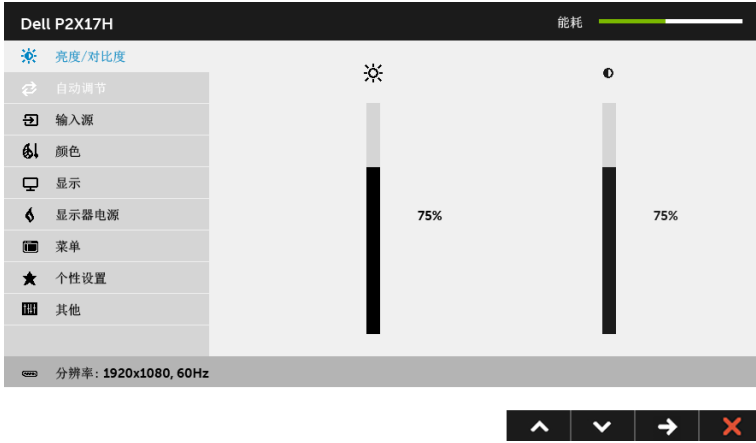 Dell P2X17H
能耗
亮度/对比度
自动调节
输入源
颜色
显示
显示器电源
菜单
个性设置
其他
75%
75%
分辨率: 1920x1080, 60Hz